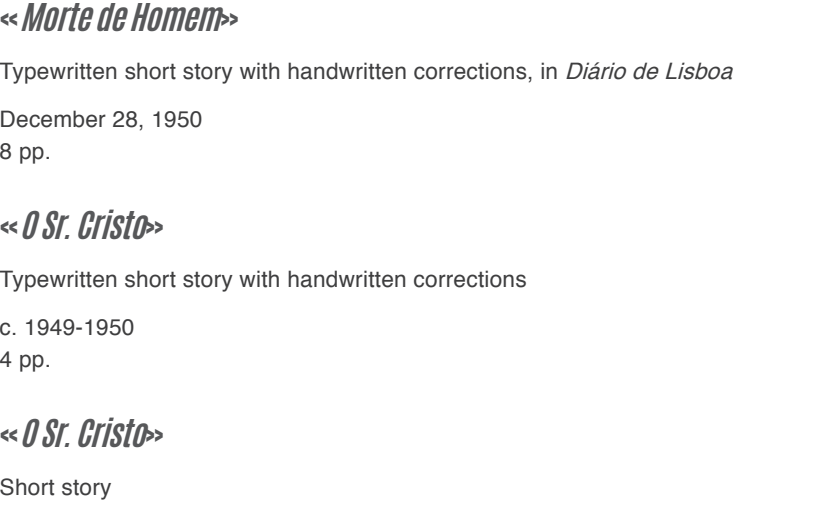 «Morte de Homem»
Typewritten short story with handwritten corrections, in Diário de Lisboa
December 28, 1950
8 pp.
«O Sr. Cristo»
Typewritten short story with handwritten corrections
c. 1949-1950
4 pp.
«O Sr. Cristo»
Short story